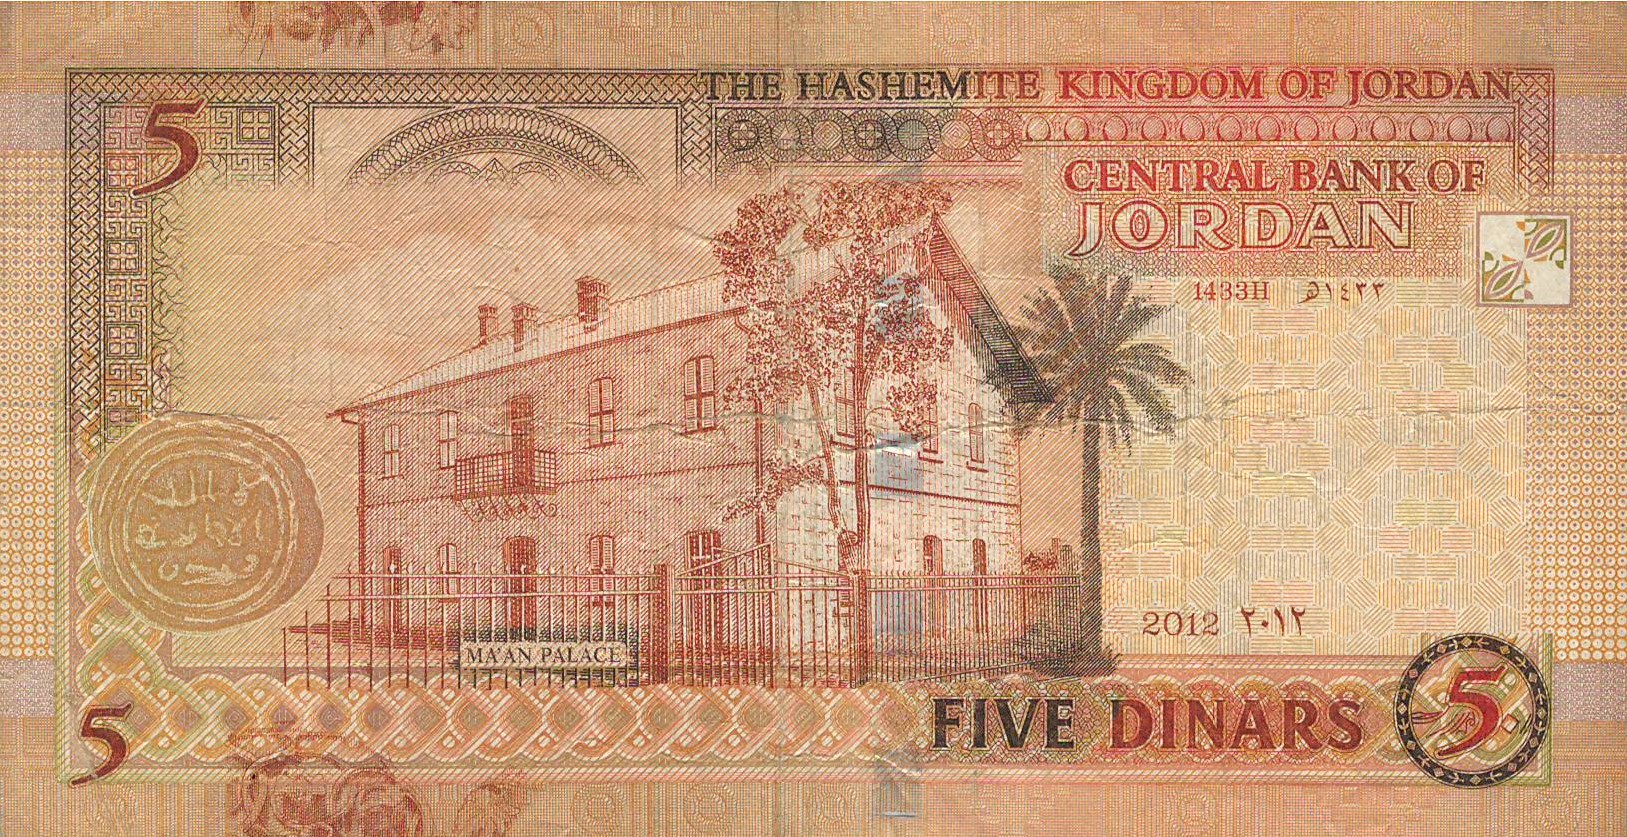 THE HASHEMITE KINGDOM OF JORDAN
5
CENTRAL BANK OF
JORDAN
1433H ١٤٣٣هـ
MA'AN PALACE
2012 ٢٠١٢
5
FIVE DINARS
5